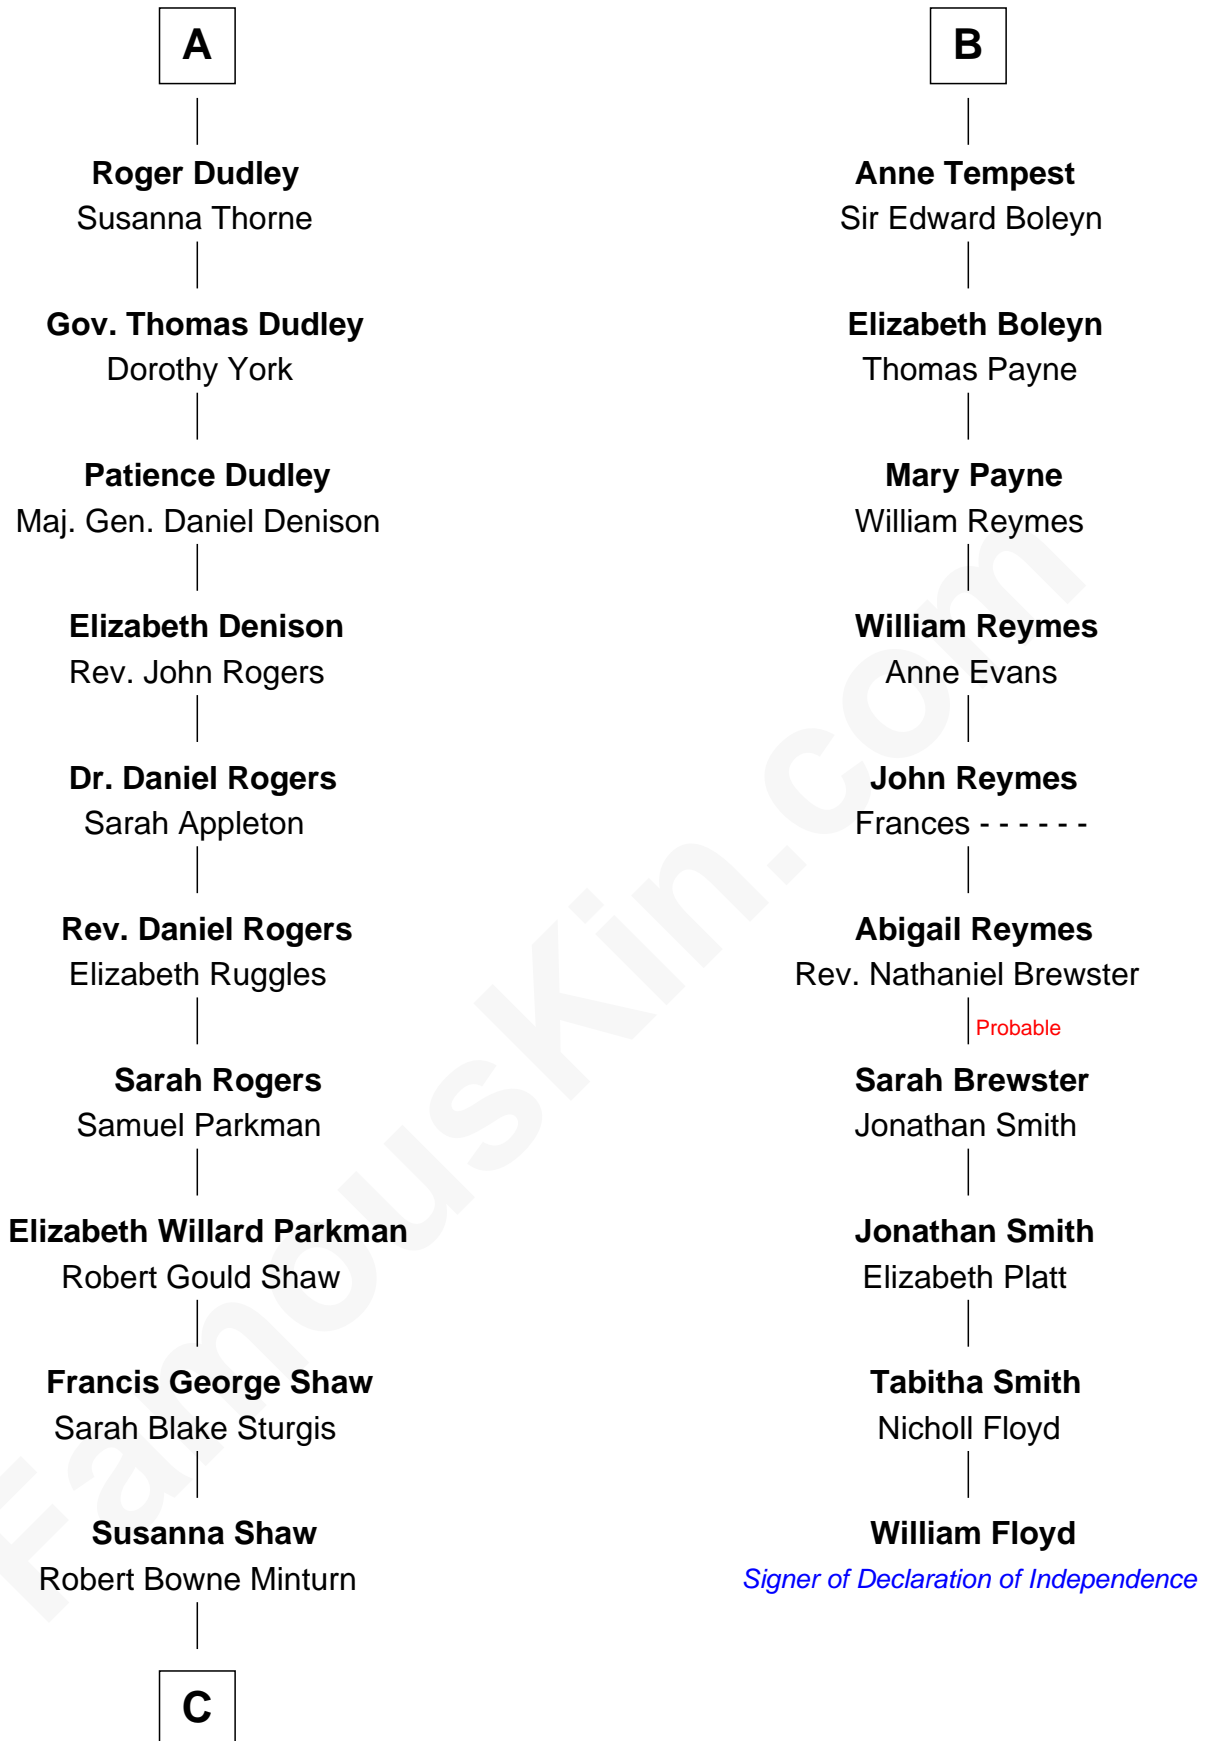 A
Roger Dudley
Susanna Thorne
Gov. Thomas Dudley
Dorothy York
Patience Dudley
Maj. Gen. Daniel Denison
Elizabeth Denison
Rev. John Rogers
Dr. Daniel Rogers
Sarah Appleton
Rev. Daniel Rogers
Elizabeth Ruggles
Sarah Rogers
Samuel Parkman
Elizabeth Willard Parkman
Robert Gould Shaw
Francis George Shaw
Sarah Blake Sturgis
Susanna Shaw
Robert Bowne Minturn
C
B
Anne Tempest
Sir Edward Boleyn
Elizabeth Boleyn
Thomas Payne
Mary Payne
William Reymes
William Reymes
Anne Evans
John Reymes
Frances - - - - - -
Abigail Reymes
Rev. Nathaniel Brewster
Probable
Sarah Brewster
Jonathan Smith
Jonathan Smith
Elizabeth Platt
Tabitha Smith
Nicholl Floyd
William Floyd
Signer of Declaration of Independence
FamousKin.com